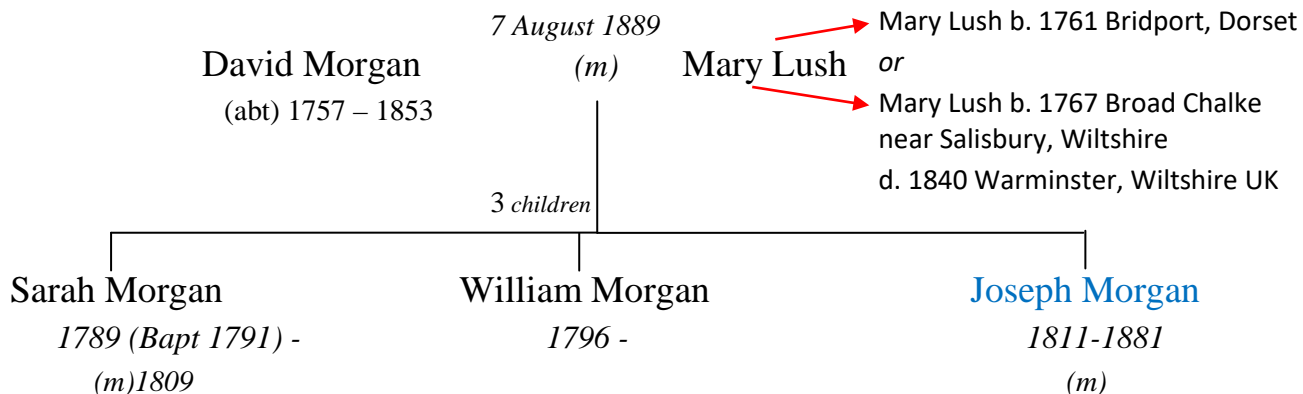 7 August 1889
Mary Lush b. 1761 Bridport, Dorset
David Morgan (m) Mary Lush or
(abt) 1757 – 1853
Mary Lush b. 1767 Broad Chalke
near Salisbury, Wiltshire
d. 1840 Warminster, Wiltshire UK
3 children
Sarah Morgan William Morgan Joseph Morgan
1789 (Bapt 1791) - 1796 - 1811-1881
(m)1809 (m)